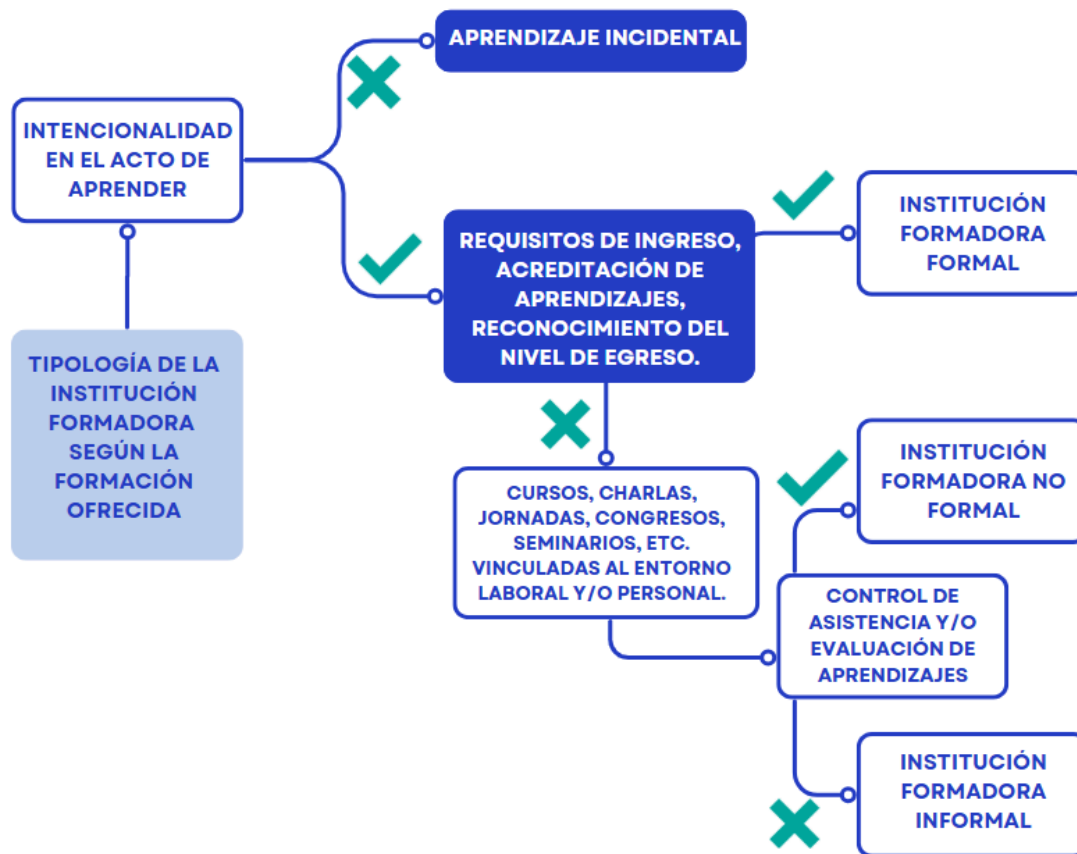 APRENDIZAJE INCIDENTAL
INTENCIONALIDAD
EN EL ACTO DE
APRENDER
REQUISITOS DE INGRESO,
ACREDITACIÓN DE
APRENDIZAJES,
RECONOCIMIENTO DEL
NIVEL DE EGRESO.
INSTITUCIÓN
FORMADORA
FORMAL
TIPOLOGÍA DE LA
INSTITUCIÓN
FORMADORA
SEGÚN LA
FORMACIÓN
OFRECIDA
CURSOS, CHARLAS,
JORNADAS, CONGRESOS,
SEMINARIOS, ETC.
VINCULADAS AL ENTORNO
LABORAL Y/O PERSONAL.
INSTITUCIÓN
FORMADORA NO
FORMAL
CONTROL DE
ASISTENCIA Y/O
EVALUACIÓN DE
APRENDIZAJES
INSTITUCIÓN
FORMADORA
INFORMAL